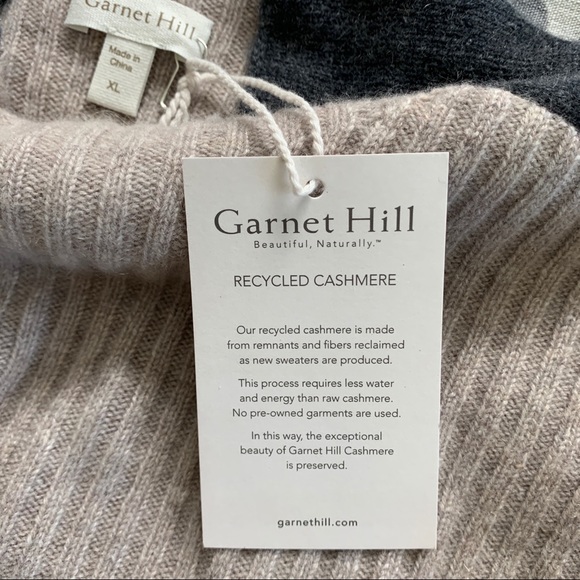 Garnet Hill
Made in
China
XL
Garnet Hill
Beautiful, Naturally.™
RECYCLED CASHMERE
Our recycled cashmere is made
from remnants and fibers reclaimed
as new sweaters are produced.
This process requires less water
and energy than raw cashmere.
No pre-owned garments are used.
In this way, the exceptional
beauty of Garnet Hill Cashmere
is preserved.
garnethill.com